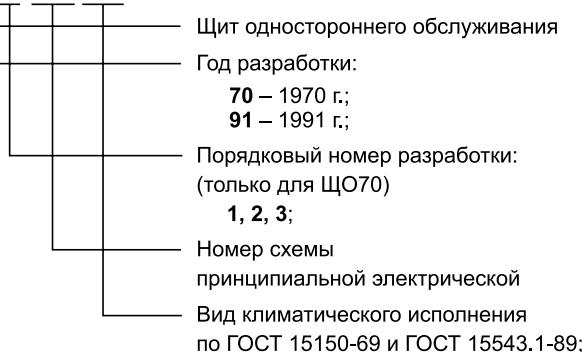 Щит одностороннего обслуживания
Год разработки:
70 – 1970 г.;
91 – 1991 г.;
Порядковый номер разработки:
(только для ЩО70)
1, 2, 3;
Номер схемы
принципиальной электрической
Вид климатического исполнения
по ГОСТ 15150-69 и ГОСТ 15543.1-89;